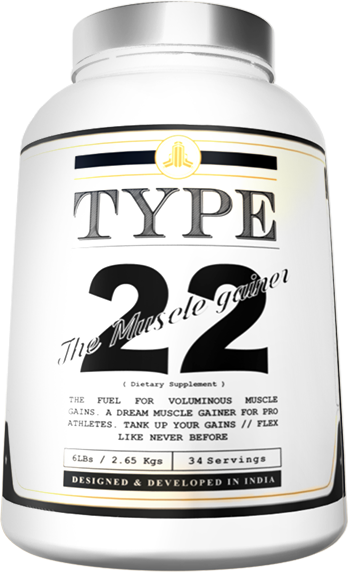 TYPE
22
The Muscle gainer
( Dietary Supplement )
THE FUEL FOR VOLUMINOUS MUSCLE
GAINS. A DREAM MUSCLE GAINER FOR PRO
ATHLETES. TANK UP YOUR GAINS // FLEX
LIKE NEVER BEFORE
6LBs / 2.65 Kgs
34 Servings
DESIGNED & DEVELOPED IN INDIA